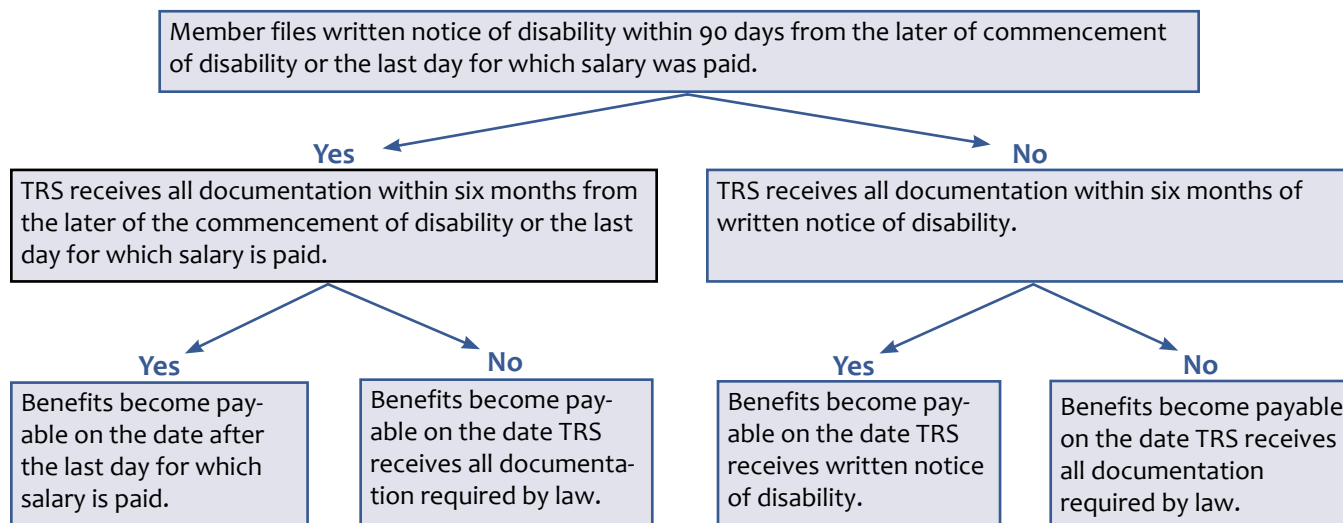 Member files written notice of disability within 90 days from the later of commencement
of disability or the last day for which salary was paid.
Yes
No
TRS receives all documentation within six months from
the later of the commencement of disability or the last
day for which salary is paid.
TRS receives all documentation within six months of
written notice of disability.
Yes
No
Yes
No
Benefits become pay-
able on the date after
the last day for which
salary is paid.
Benefits become pay-
able on the date TRS
receives all documenta-
tion required by law.
Benefits become pay-
able on the date TRS
receives written notice
of disability.
Benefits become payable
on the date TRS receives
all documentation
required by law.